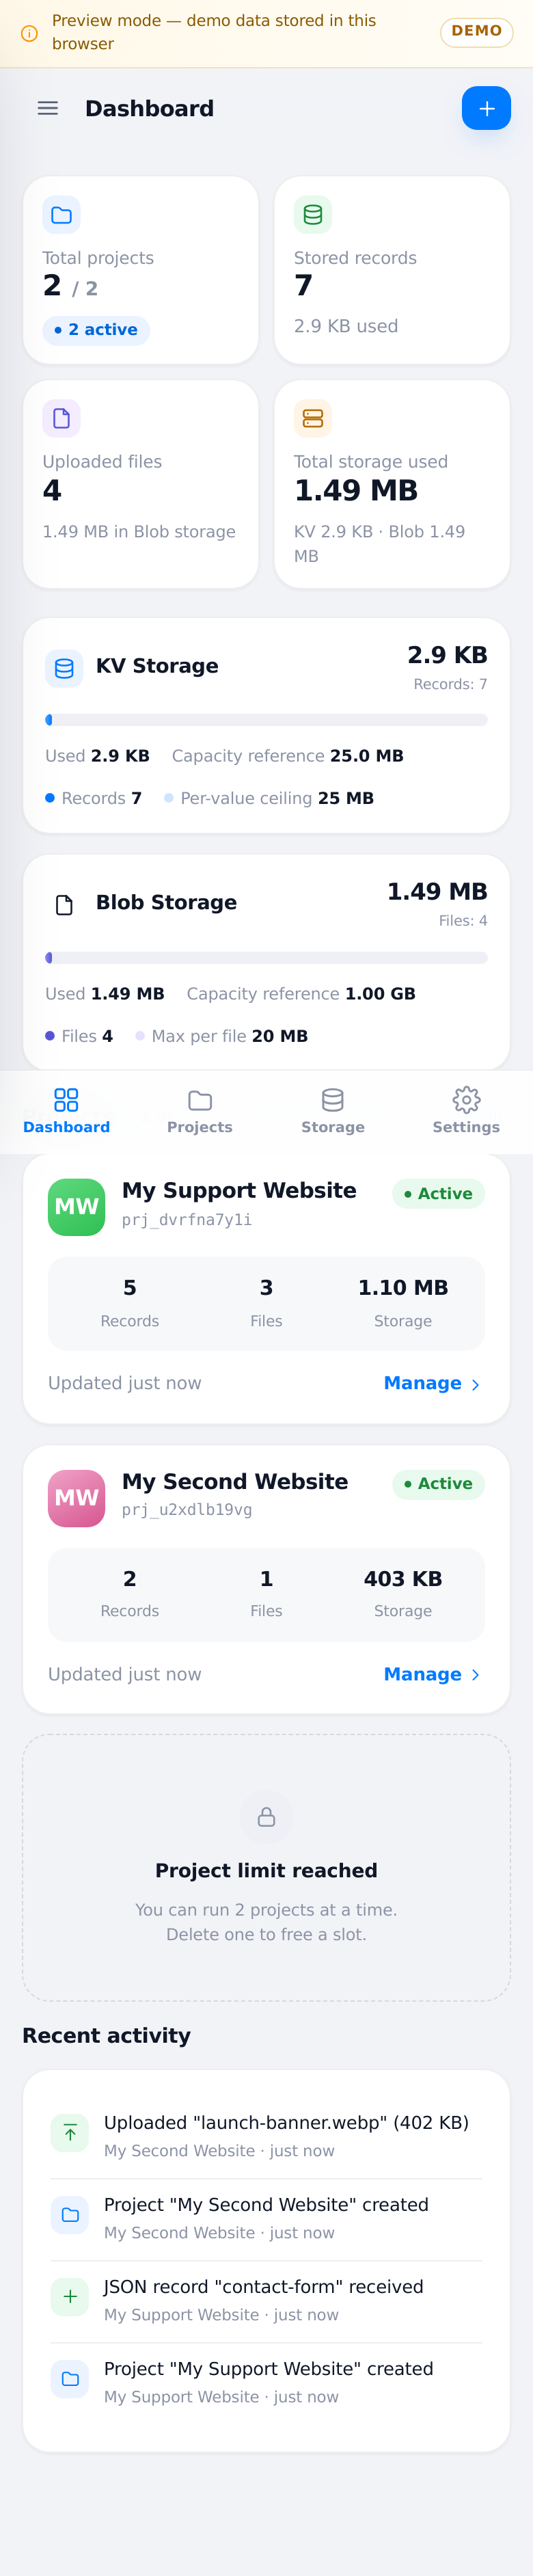 Preview mode — demo data stored in this
browser
DEMO
Dashboard
Total projects
2 / 2
2 active
Stored records
7
2.9 KB used
Uploaded files
4
1.49 MB in Blob storage
Total storage used
1.49 MB
KV 2.9 KB · Blob 1.49
MB
KV Storage
2.9 KB
Records: 7
Used 2.9 KB Capacity reference 25.0 MB
Records 7 Per-value ceiling 25 MB
Blob Storage
1.49 MB
Files: 4
Used 1.49 MB Capacity reference 1.00 GB
Files 4 Max per file 20 MB
Dashboard
Projects
Storage
Settings
MW
My Support Website
prj_dvrfna7y1i
Active
5
Records
3
Files
1.10 MB
Storage
Updated just now
Manage
MW
My Second Website
prj_u2xdlb19vg
Active
2
Records
1
Files
403 KB
Storage
Updated just now
Manage
Project limit reached
You can run 2 projects at a time.
Delete one to free a slot.
Recent activity
Uploaded "launch-banner.webp" (402 KB)
My Second Website · just now
Project "My Second Website" created
My Second Website · just now
JSON record "contact-form" received
My Support Website · just now
Project "My Support Website" created
My Support Website · just now